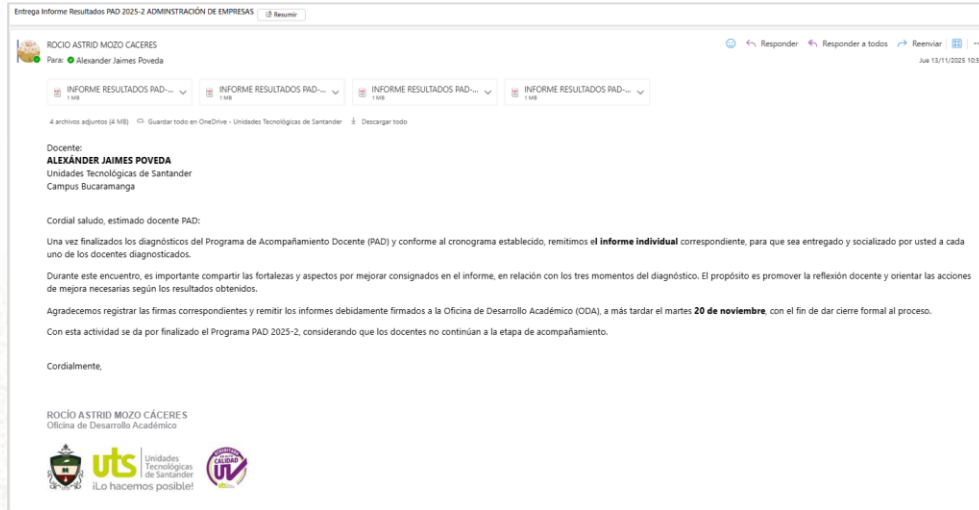 Entrega Informe Resultados PAD 2025-2 ADMINSTRACIÓN DE EMPRESAS Resumir
ROCIO ASTRID MOZO CACERES
Responder Responder a todos Reenviar
Para: Alexander Jaimes Poveda
Jue 13/11/2025 10:5
INFORME RESULTADOS PAD-... INFORME RESULTADOS PAD-... INFORME RESULTADOS PAD-... INFORME RESULTADOS PAD-...
1 MB 1 MB 1 MB 1 MB
4 archivos adjuntos (4 MB) Guardar todo en OneDrive - Unidades Tecnológicas de Santander Descargar todo
Docente:
ALEXÁNDER JAIMES POVEDA
Unidades Tecnológicas de Santander
Campus Bucaramanga
Cordial saludo, estimado docente PAD:
Una vez finalizados los diagnósticos del Programa de Acompañamiento Docente (PAD) y conforme al cronograma establecido, remitimos el informe individual correspondiente, para que sea entregado y socializado por usted a cada
uno de los docentes diagnosticados.
Durante este encuentro, es importante compartir las fortalezas y aspectos por mejorar consignados en el informe, en relación con los tres momentos del diagnóstico. El propósito es promover la reflexión docente y orientar las acciones
de mejora necesarias según los resultados obtenidos.
Agradecemos registrar las firmas correspondientes y remitir los informes debidamente firmados a la Oficina de Desarrollo Académico (ODA), a más tardar el martes 20 de noviembre, con el fin de dar cierre formal al proceso.
Con esta actividad se da por finalizado el Programa PAD 2025-2, considerando que los docentes no continúan a la etapa de acompañamiento.
Cordialmente,
ROCÍO ASTRID MOZO CÁCERES
Oficina de Desarrollo Académico
uts Unidades
Tecnológicas
de Santander
¡Lo hacemos posible!
CALIDAD
uts